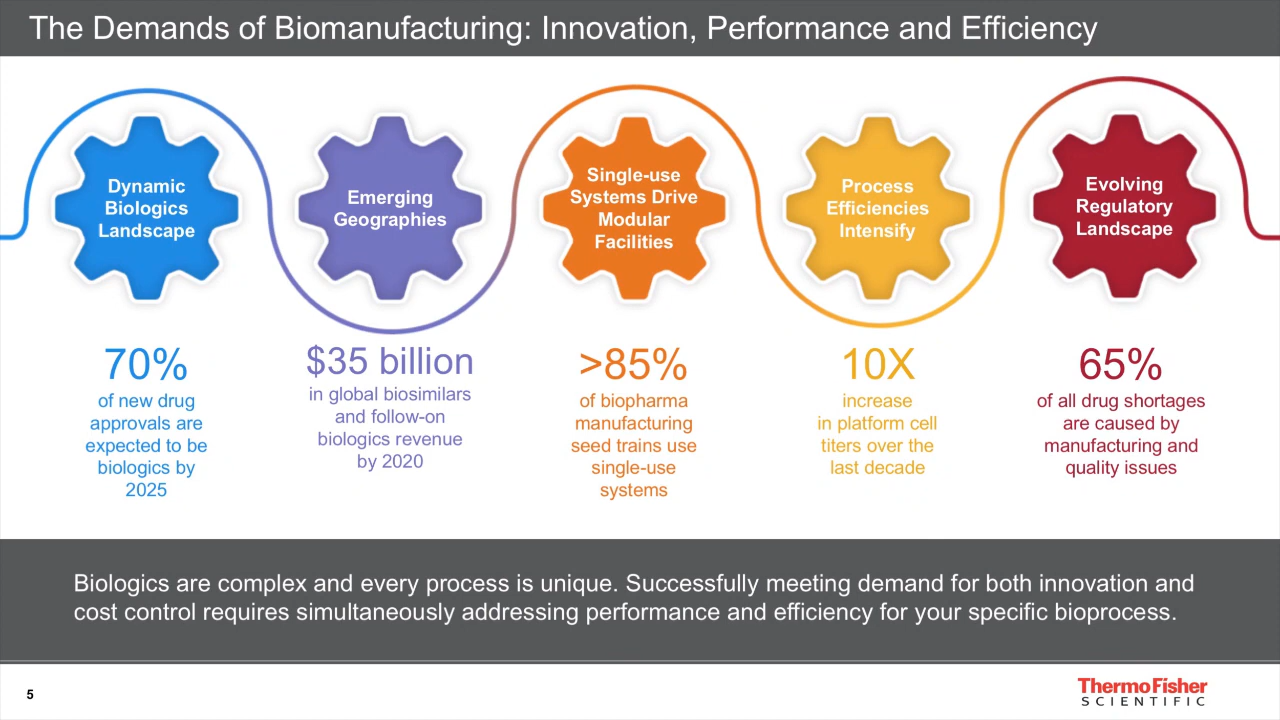 The Demands of Biomanufacturing: Innovation, Performance and Efficiency
Dynamic
Biologics
Landscape
70%
of new drug
approvals are
expected to be
biologics by
2025
Emerging
Geographies
$35 billion
in global biosimilars
and follow-on
biologics revenue
by 2020
Single-use
Systems Drive
Modular
Facilities
>85%
of biopharma
manufacturing
seed trains use
single-use
systems
Process
Efficiencies
Intensify
10X
increase
in platform cell
titers over the
last decade
Evolving
Regulatory
Landscape
65%
of all drug shortages
are caused by
manufacturing and
quality issues
Biologics are complex and every process is unique. Successfully meeting demand for both innovation and
cost control requires simultaneously addressing performance and efficiency for your specific bioprocess.
5
ThermoFisher
SCIENTIFIC